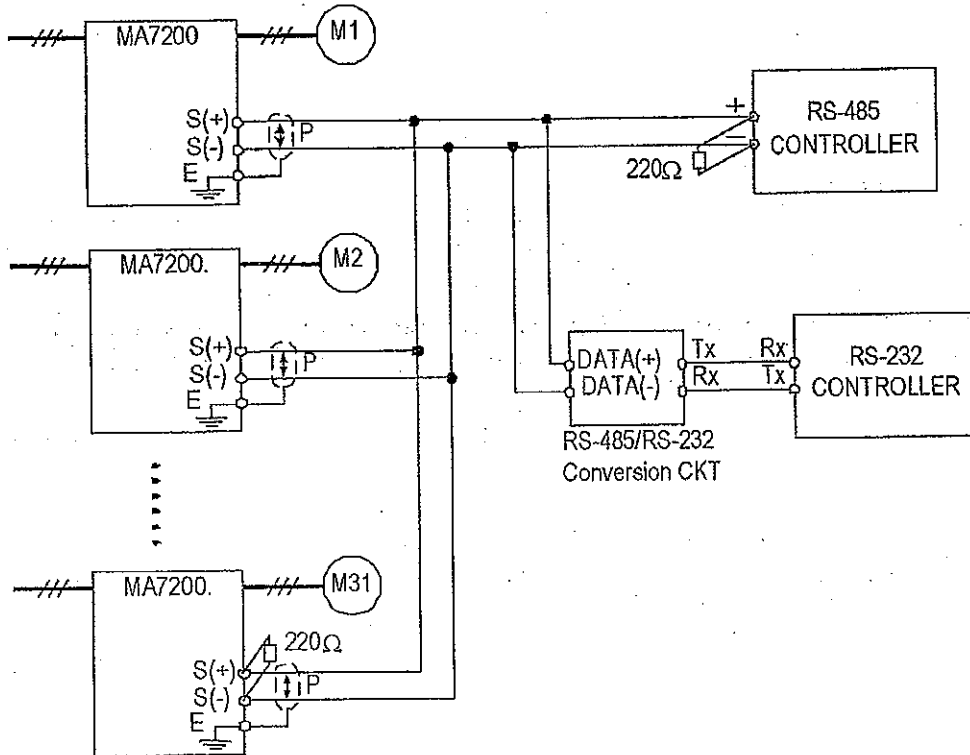 MA7200
M1
S(+)
S(-)
E
P
+
−
220Ω
RS-485
CONTROLLER
MA7200.
M2
S(+)
S(-)
E
P
DATA(+)
DATA(-)
Tx
Rx
Rx
Tx
RS-232
CONTROLLER
RS-485/RS-232
Conversion CKT
MA7200.
M31
220Ω
S(+)
S(-)
E
P